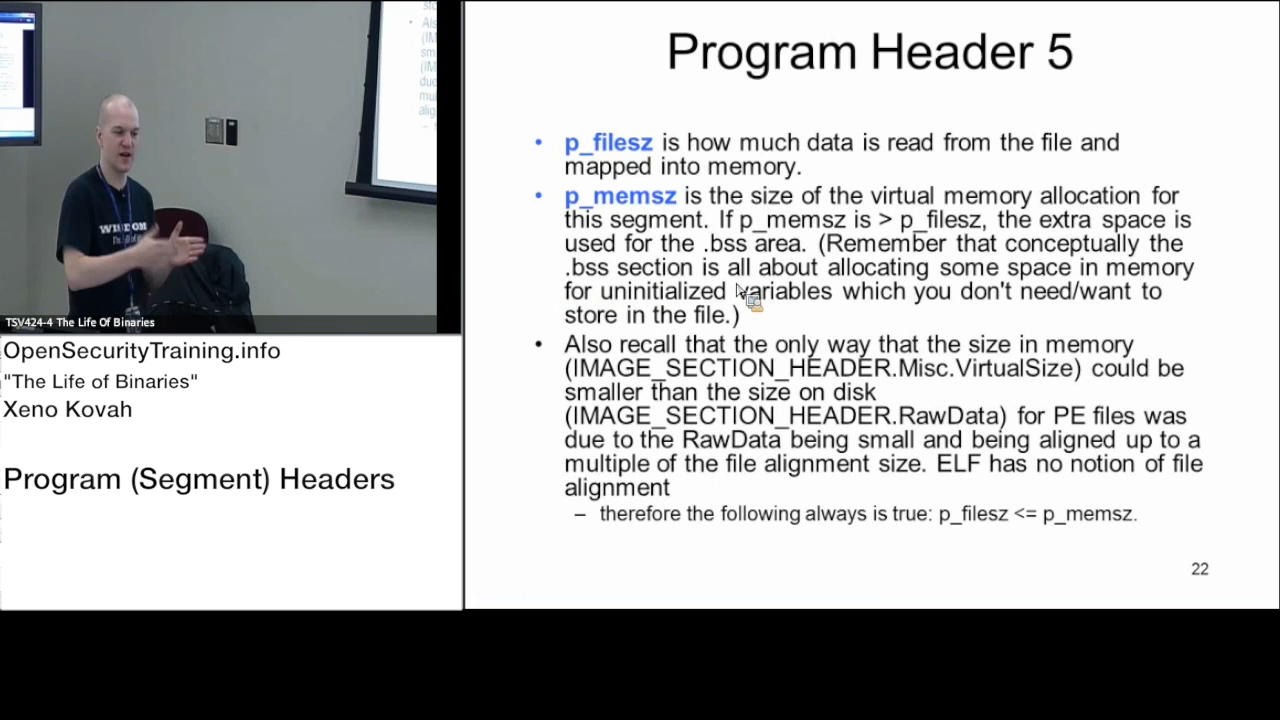 WISDOM
TSV424-4 The Life Of Binaries
OpenSecurityTraining.info
"The Life of Binaries"
Xeno Kovah
Program (Segment) Headers
Program Header 5
• p_filesz is how much data is read from the file and
mapped into memory.
• p_memsz is the size of the virtual memory allocation for
this segment. If p_memsz is > p_filesz, the extra space is
used for the .bss area. (Remember that conceptually the
.bss section is all about allocating some space in memory
for uninitialized variables which you don't need/want to
store in the file.)
• Also recall that the only way that the size in memory
(IMAGE_SECTION_HEADER.Misc.VirtualSize) could be
smaller than the size on disk
(IMAGE_SECTION_HEADER.RawData) for PE files was
due to the RawData being small and being aligned up to a
multiple of the file alignment size. ELF has no notion of file
alignment
– therefore the following always is true: p_filesz <= p_memsz.
22